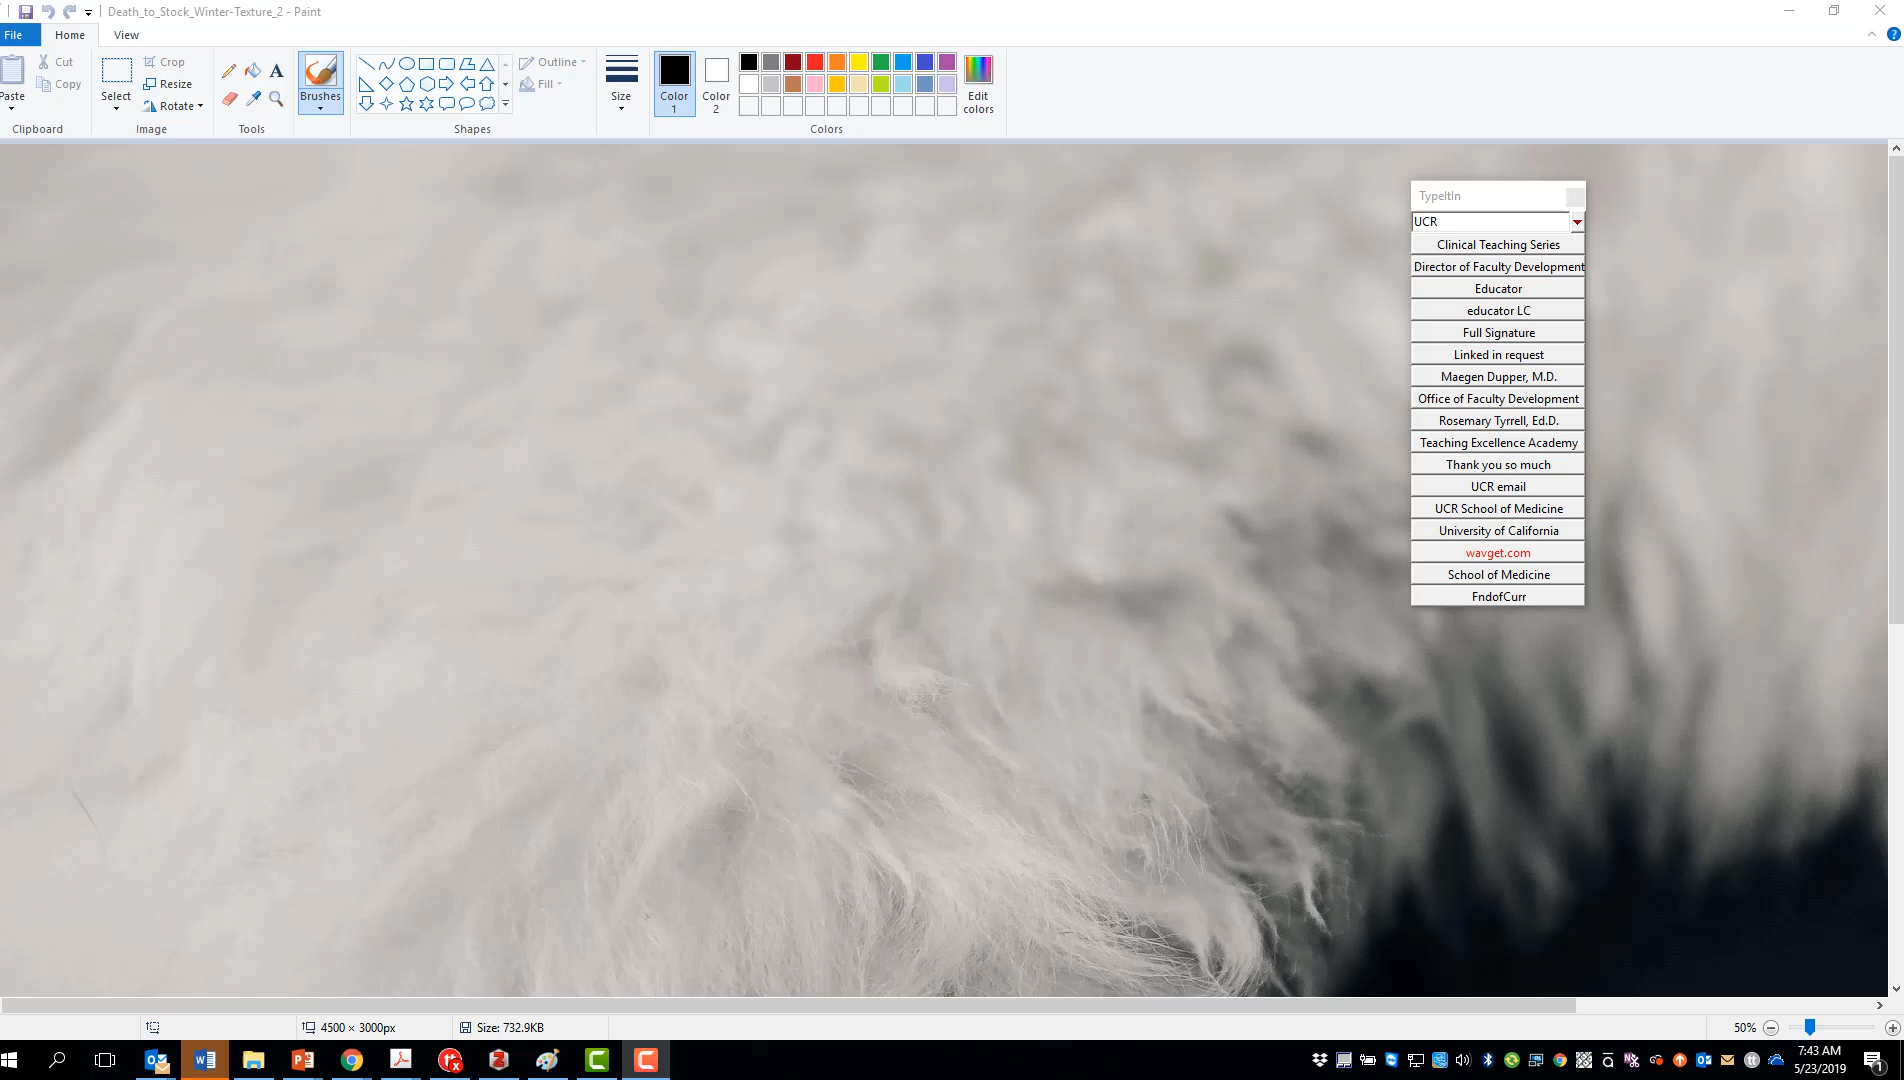 Death_to_Stock_Winter-Texture_2 - Paint
File Home View
Paste
Cut
Copy
Clipboard
Select
Crop
Resize
Rotate
Image
A
Tools
Brushes
Outline
Fill
Shapes
Size
Color 1
Color 2
Edit colors
Colors
TypeItIn
UCR
Clinical Teaching Series
Director of Faculty Development
Educator
educator LC
Full Signature
Linked in request
Maegen Dupper, M.D.
Office of Faculty Development
Rosemary Tyrrell, Ed.D.
Teaching Excellence Academy
Thank you so much
UCR email
UCR School of Medicine
University of California
wavget.com
School of Medicine
FndofCurr
4500 × 3000px
Size: 732.9KB
50%
7:43 AM
5/23/2019